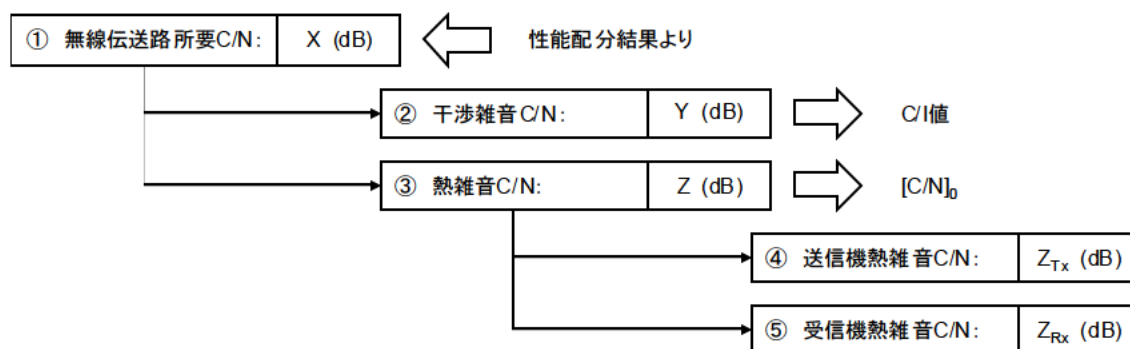 ① 無線伝送路所要C/N: X (dB) 性能配分結果より
② 干渉雑音C/N: Y (dB) C/I値
③ 熱雑音C/N: Z (dB) [C/N]0
④ 送信機熱雑音C/N: ZTx (dB)
⑤ 受信機熱雑音C/N: ZRx (dB)